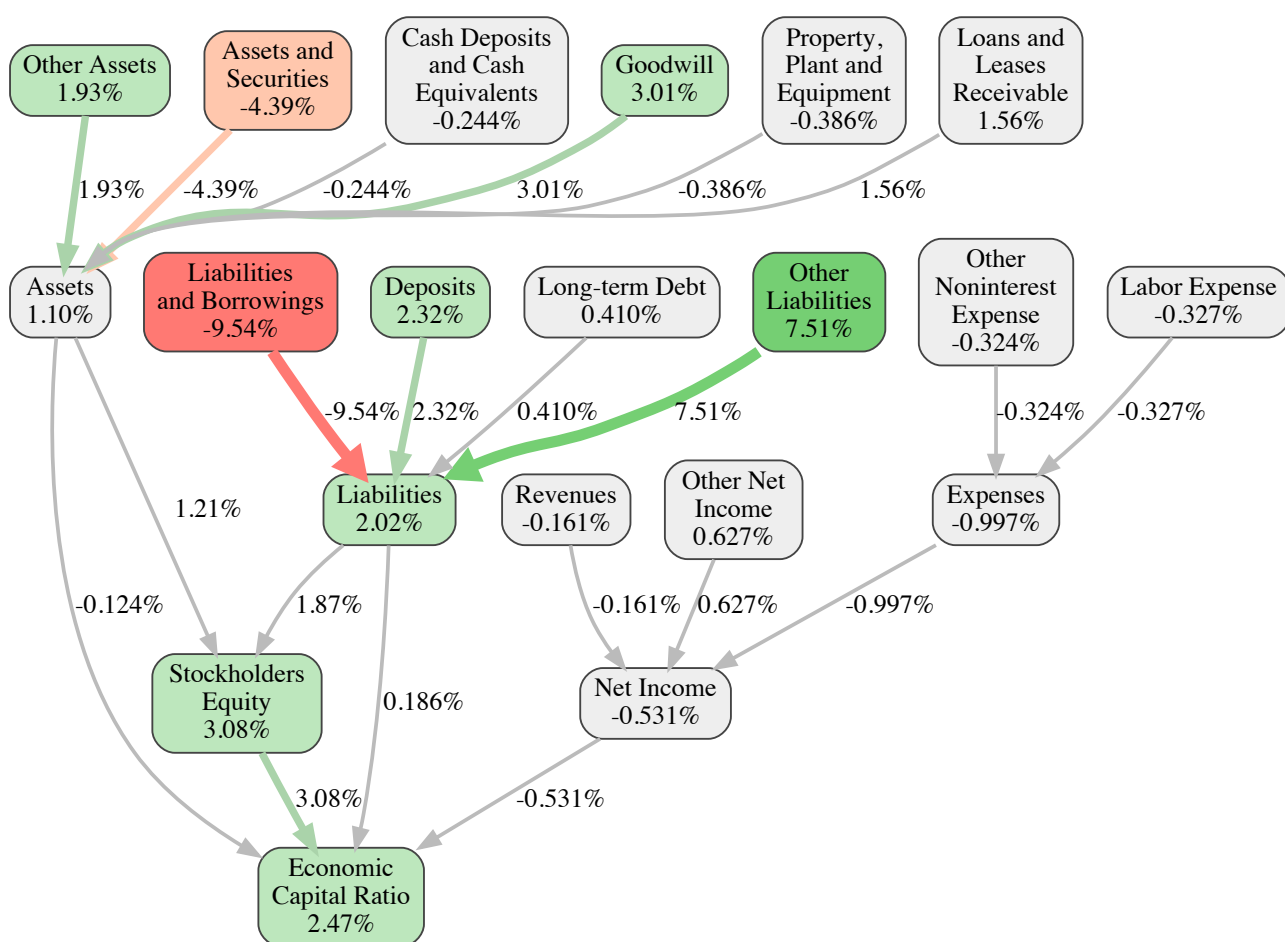 Other Assets
1.93%
Assets and
Securities
-4.39%
Cash Deposits
and Cash
Equivalents
-0.244%
Goodwill
3.01%
Property,
Plant and
Equipment
-0.386%
Loans and
Leases
Receivable
1.56%
1.93%
-4.39%
-0.244%
3.01%
-0.386%
1.56%
Assets
1.10%
Liabilities
and Borrowings
-9.54%
Deposits
2.32%
Long-term Debt
0.410%
Other
Liabilities
7.51%
Other
Noninterest
Expense
-0.324%
Labor Expense
-0.327%
-9.54%
2.32%
0.410%
7.51%
-0.324%
-0.327%
1.21%
Liabilities
2.02%
Revenues
-0.161%
Other Net
Income
0.627%
Expenses
-0.997%
-0.124%
1.87%
-0.161%
0.627%
-0.997%
Stockholders
Equity
3.08%
0.186%
Net Income
-0.531%
3.08%
-0.531%
Economic
Capital Ratio
2.47%